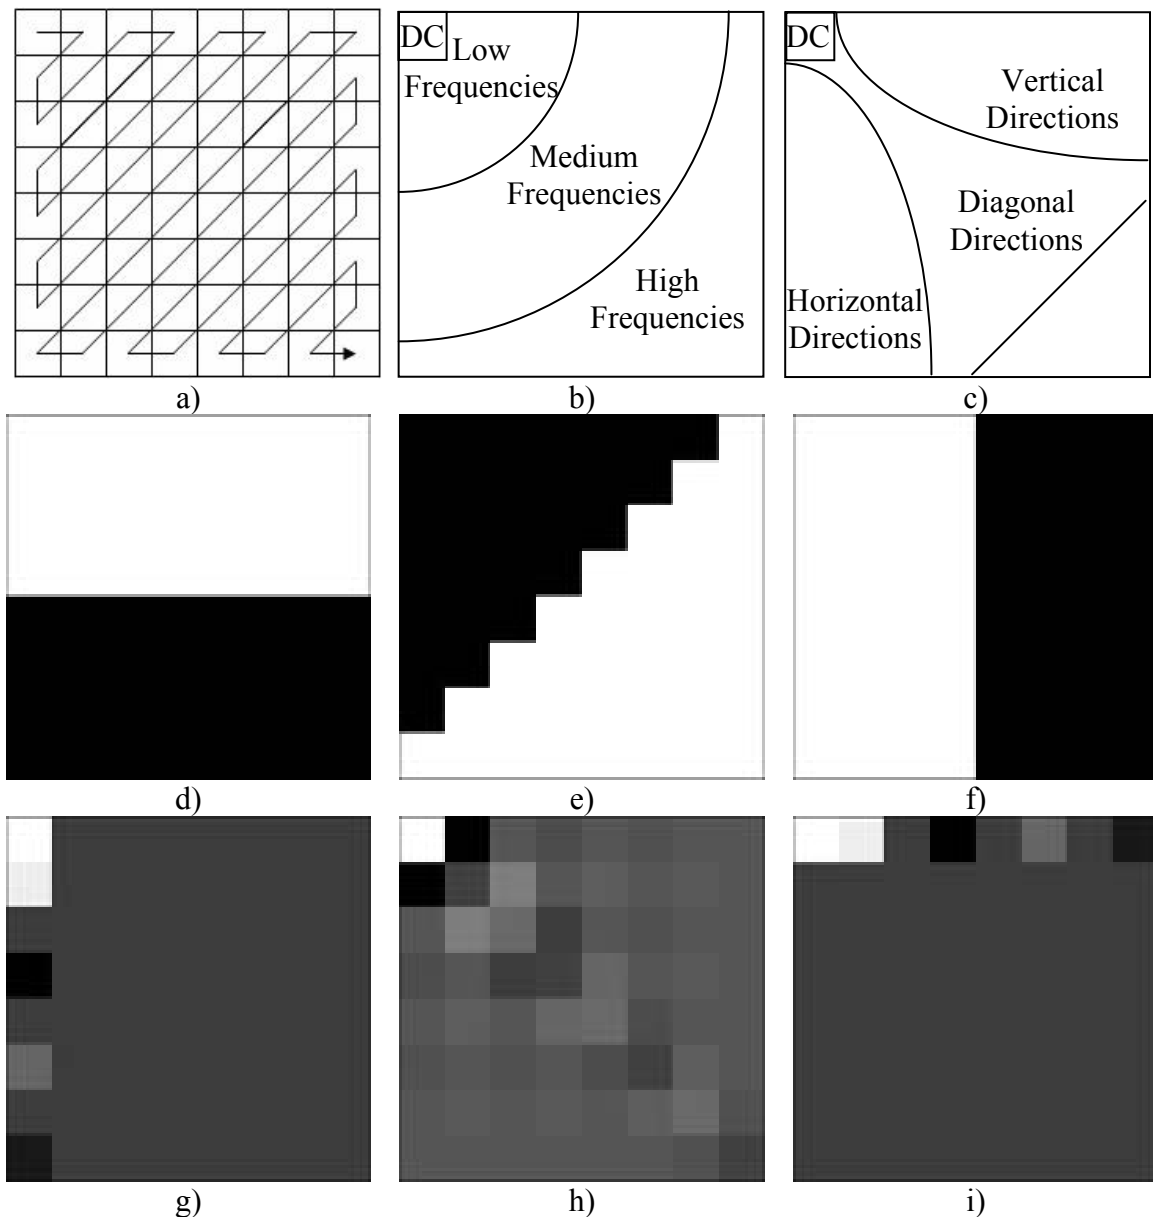 DC
Low
Frequencies
Medium
Frequencies
High
Frequencies
DC
Vertical
Directions
Diagonal
Directions
Horizontal
Directions
a)
b)
c)
d)
e)
f)
g)
h)
i)